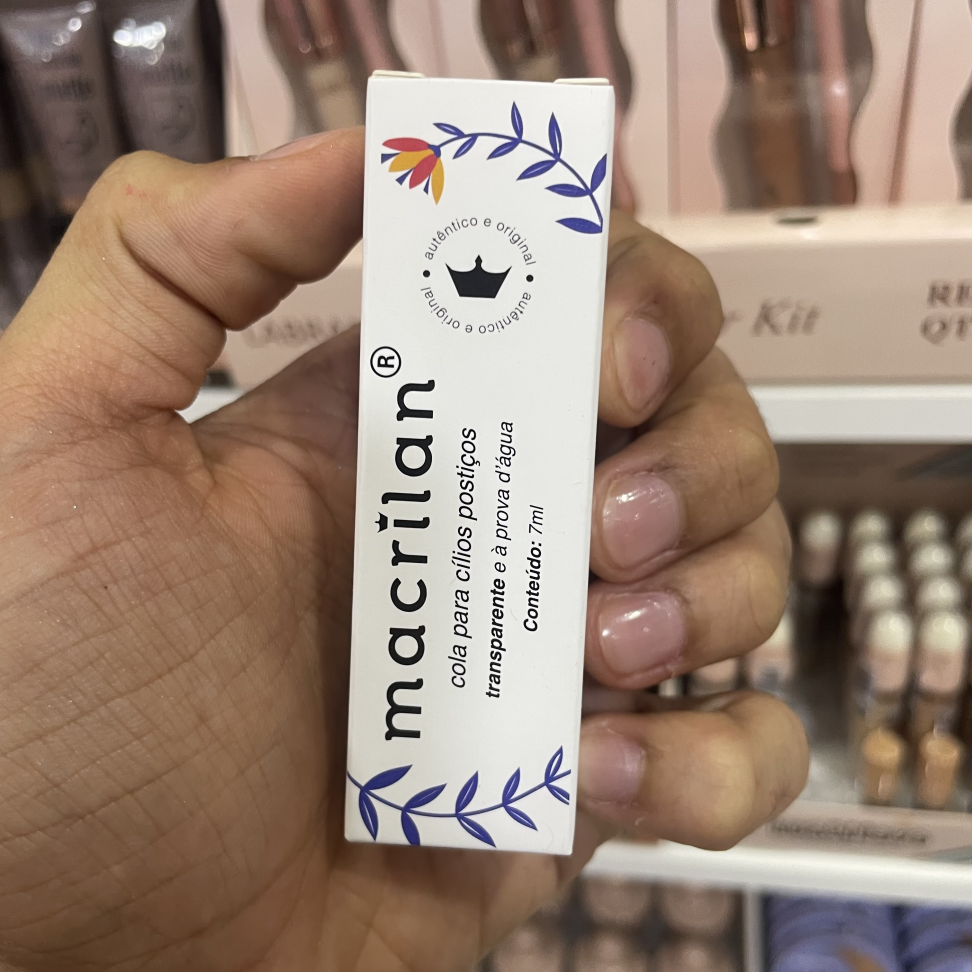 autêntico e original • autêntico e original •
macrilan®
cola para cílios postiços
transparente e à prova d'água
Conteúdo: 7ml
Kit